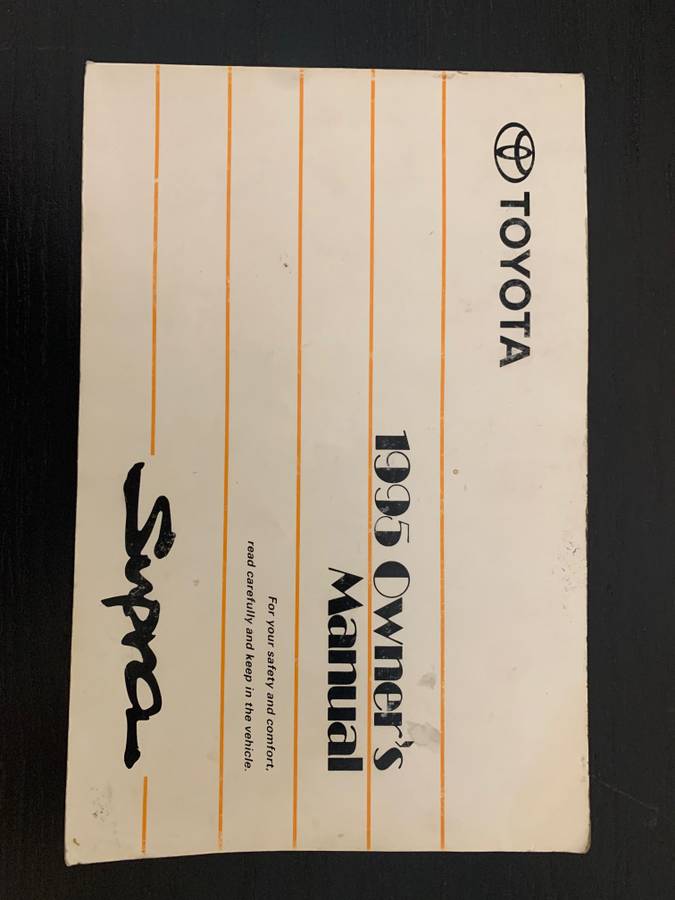 TOYOTA
1995 Owner's
Manual
For your safety and comfort,
read carefully and keep in the vehicle.
Supra